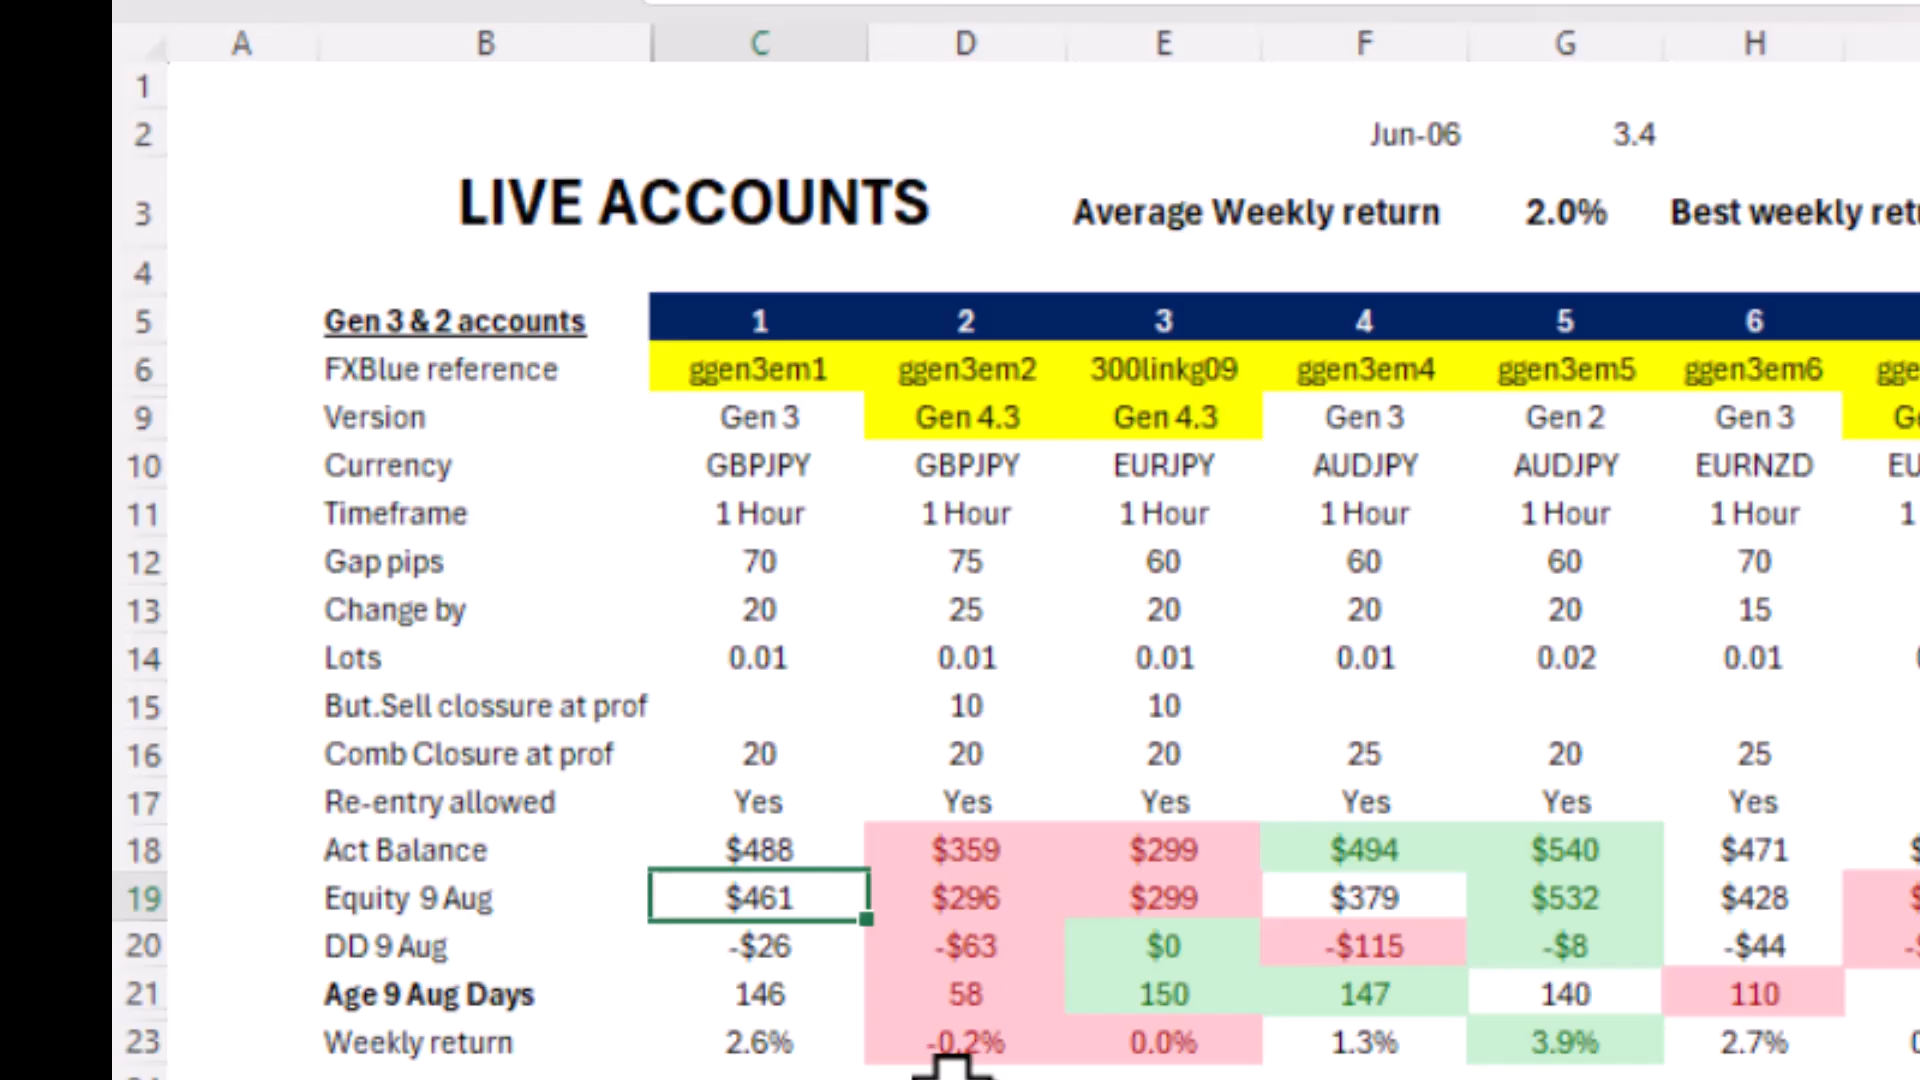 A B C D E F G H
1
2 Jun-06 3.4
3 LIVE ACCOUNTS Average Weekly return 2.0% Best weekly
4
5 Gen 3 & 2 accounts 1 2 3 4 5 6
6 FXBlue reference ggen3em1 ggen3em2 300linkg09 ggen3em4 ggen3em5 ggen3em6
9 Version Gen 3 Gen 4.3 Gen 4.3 Gen 3 Gen 2 Gen 3
10 Currency GBPJPY GBPJPY EURJPY AUDJPY AUDJPY EURNZD
11 Timeframe 1 Hour 1 Hour 1 Hour 1 Hour 1 Hour 1 Hour 1
12 Gap pips 70 75 60 60 60 70
13 Change by 20 25 20 20 20 15
14 Lots 0.01 0.01 0.01 0.01 0.02 0.01
15 But.Sell clossure at prof 10 10
16 Comb Closure at prof 20 20 20 25 20 25
17 Re-entry allowed Yes Yes Yes Yes Yes Yes
18 Act Balance $488 $359 $299 $494 $540 $471
19 Equity 9 Aug $461 $296 $299 $379 $532 $428
20 DD 9 Aug -$26 -$63 $0 -$115 -$8 -$44
21 Age 9 Aug Days 146 58 150 147 140 110
23 Weekly return 2.6% -0.2% 0.0% 1.3% 3.9% 2.7%